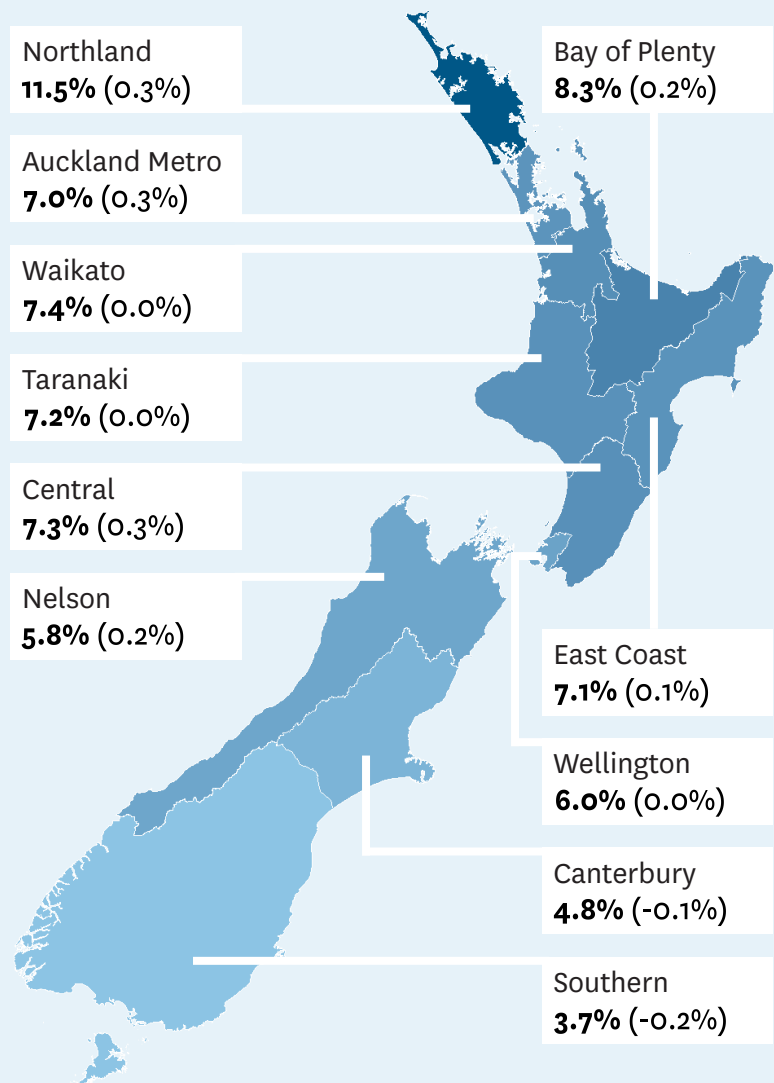 Northland
11.5% (0.3%)
Bay of Plenty
8.3% (0.2%)
Auckland Metro
7.0% (0.3%)
Waikato
7.4% (0.0%)
Taranaki
7.2% (0.0%)
Central
7.3% (0.3%)
Nelson
5.8% (0.2%)
East Coast
7.1% (0.1%)
Wellington
6.0% (0.0%)
Canterbury
4.8% (-0.1%)
Southern
3.7% (-0.2%)